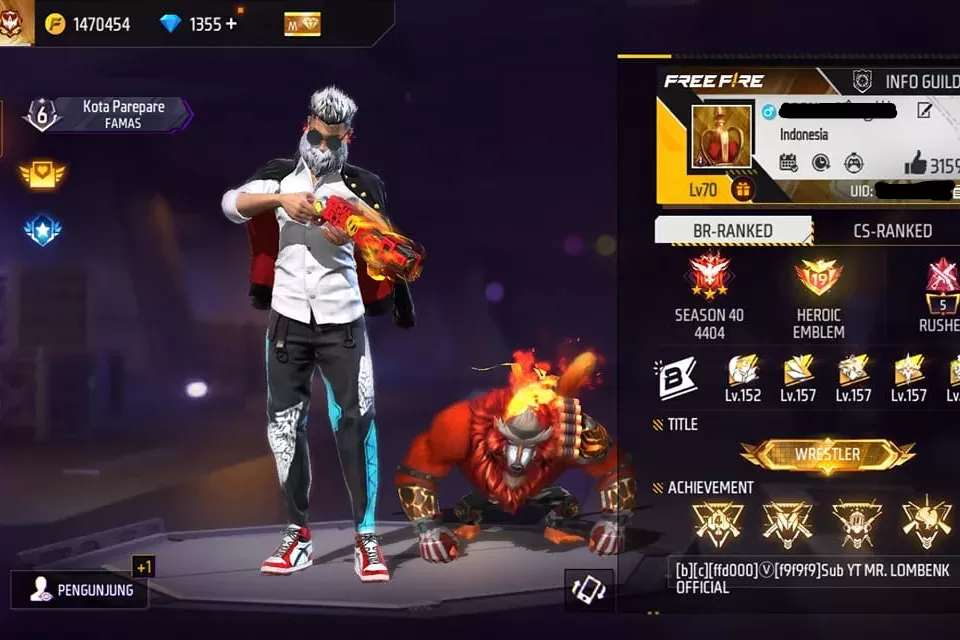 1470454
1355 +
M
6
Kota Parepare
FAMAS
FREE FIRE
INFO GUILD
Indonesia
3159
Lv70
UID:
BR-RANKED
CS-RANKED
SEASON 40
4404
19
HEROIC
EMBLEM
5
RUSHE
B
Lv.152
Lv.157
Lv.157
Lv.157
Lv.
TITLE
WRESTLER
ACHIEVEMENT
[b][c][ffd000]Ⓥ[f9f9f9]Sub YT MR. LOMBENK
OFFICIAL
+1
PENGUNJUNG